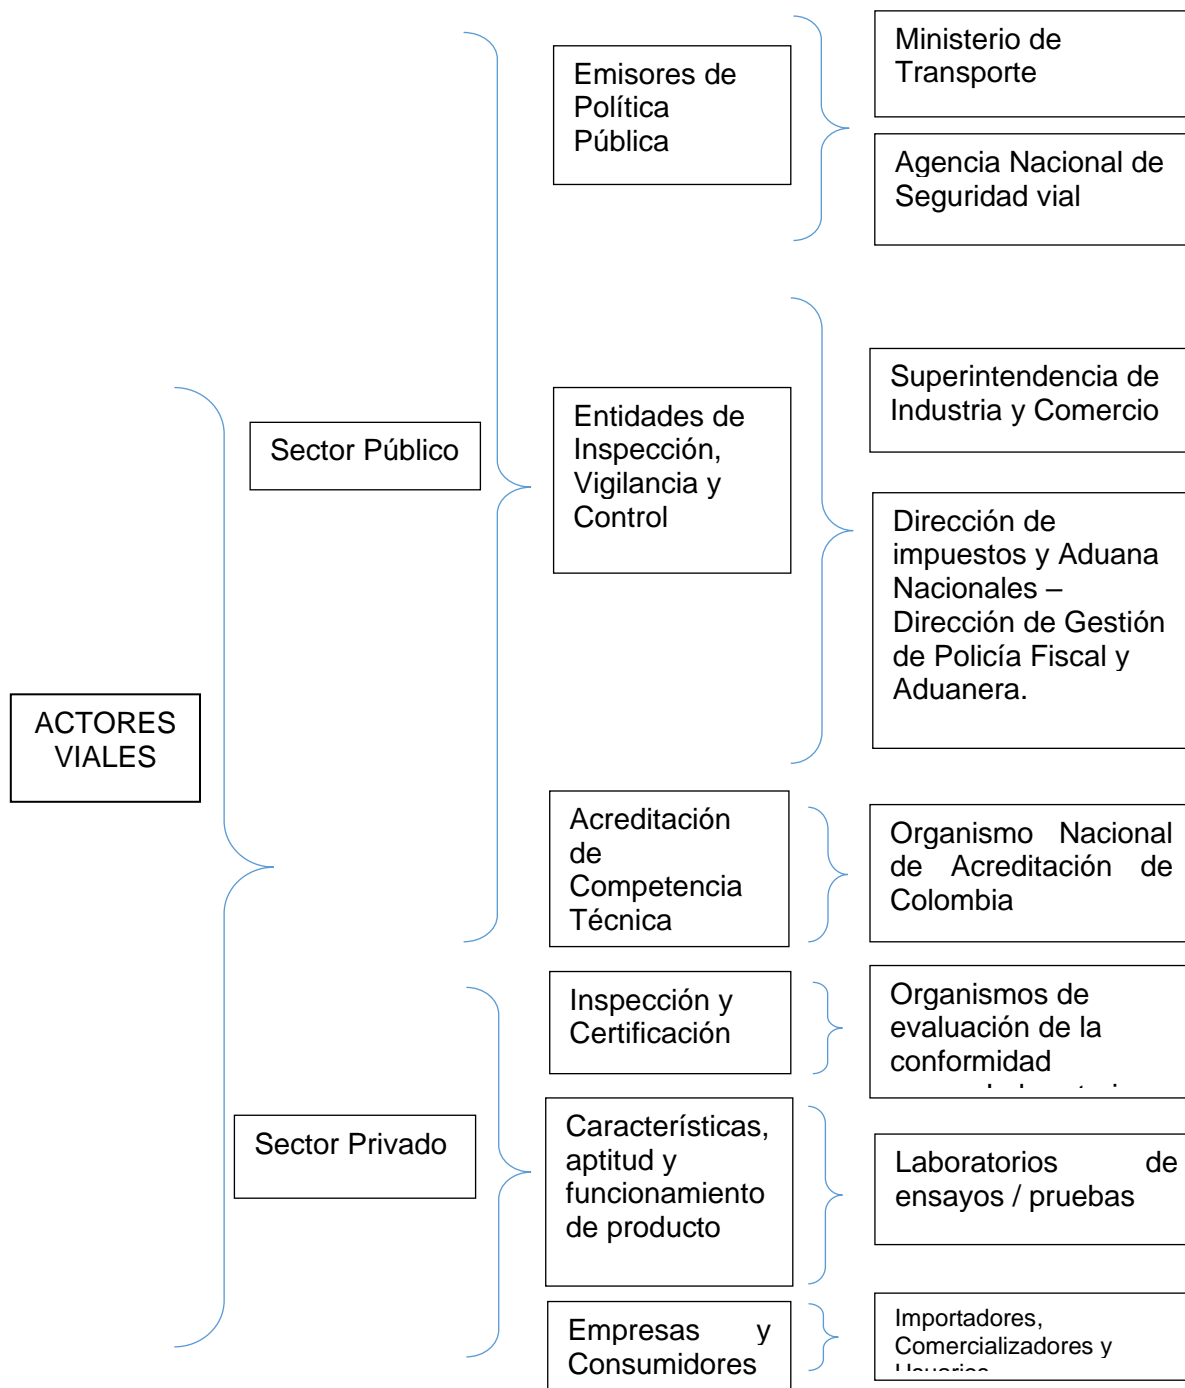 Ministerio de
Transporte
Emisores de
Política
Pública
Agencia Nacional de
Seguridad vial
Superintendencia de
Industria y Comercio
Entidades de
Inspección,
Vigilancia y
Control
Sector Público
Dirección de
impuestos y Aduana
Nacionales –
Dirección de Gestión
de Policía Fiscal y
Aduanera.
ACTORES
VIALES
Acreditación
de
Competencia
Técnica
Organismo Nacional
de Acreditación de
Colombia
Inspección y
Certificación
Organismos de
evaluación de la
conformidad
Sector Privado
Características,
aptitud y
funcionamiento
de producto
Laboratorios de
ensayos / pruebas
Empresas y
Consumidores
Importadores,
Comercializadores y
Usuarios